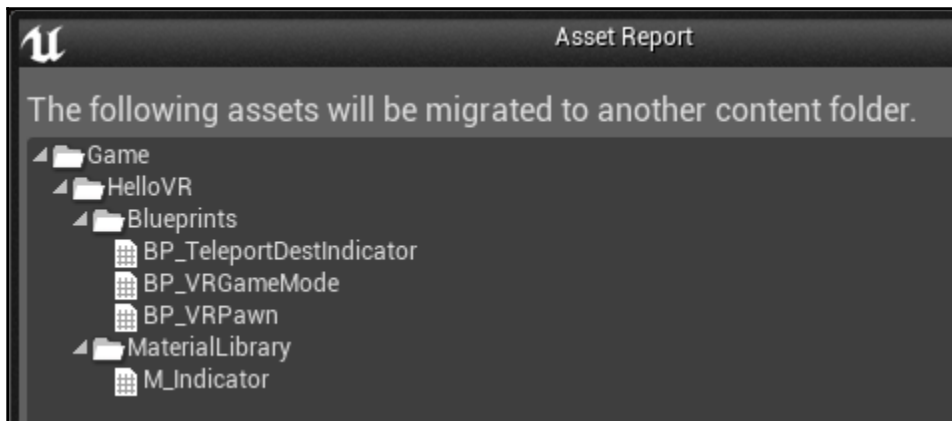 Asset Report
The following assets will be migrated to another content folder.
Game
HelloVR
Blueprints
BP_TeleportDestIndicator
BP_VRGameMode
BP_VRPawn
MaterialLibrary
M_Indicator